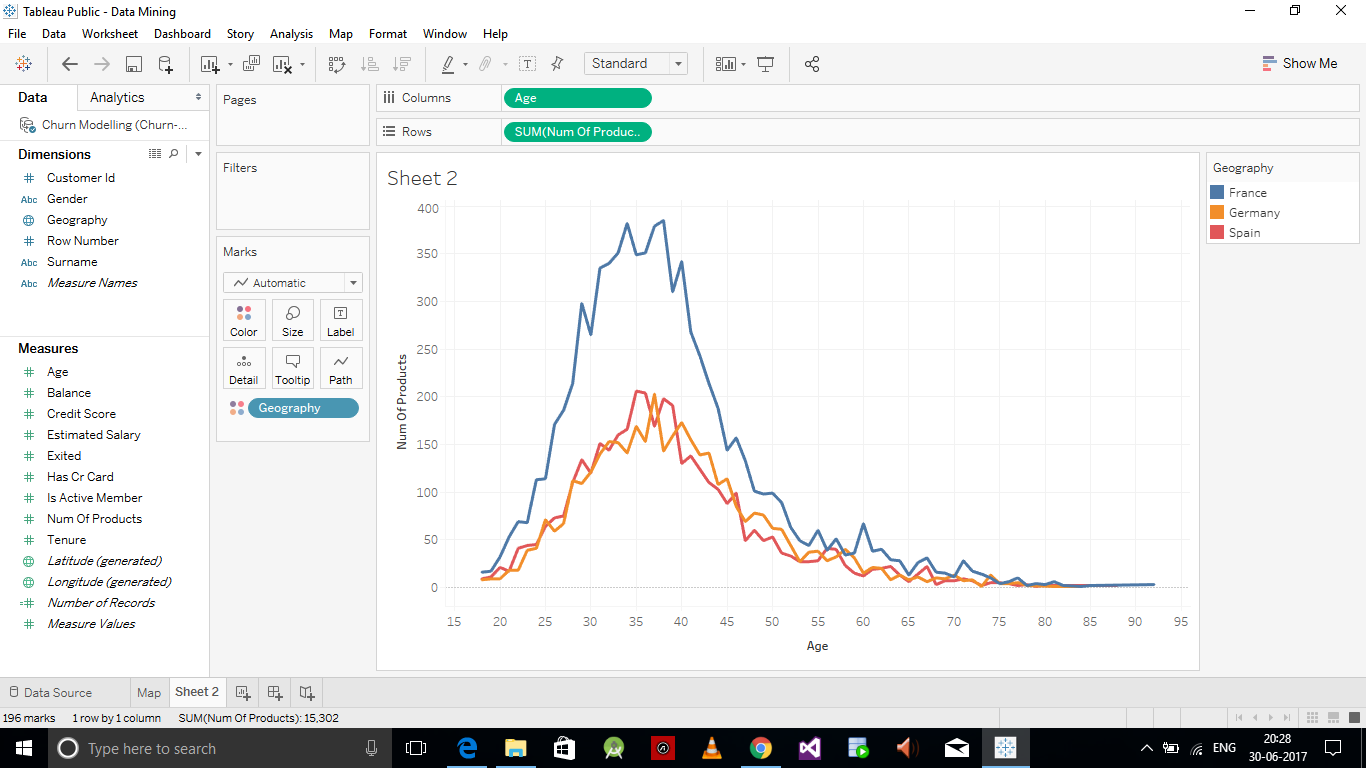 Tableau Public - Data Mining
File Data Worksheet Dashboard Story Analysis Map Format Window Help
Standard
Show Me
Data
Analytics
Churn Modelling (Churn-...
Dimensions
Customer Id
Abc Gender
Geography
Row Number
Abc Surname
Abc Measure Names
Measures
Age
Balance
Credit Score
Estimated Salary
Exited
Has Cr Card
Is Active Member
Num Of Products
Tenure
Latitude (generated)
Longitude (generated)
Number of Records
Measure Values
Pages
Filters
Marks
Automatic
Color Size Label
Detail Tooltip Path
Geography
Columns
Age
Rows
SUM(Num Of Produc..
Sheet 2
400
350
300
250
200
150
100
50
0
Num Of Products
15 20 25 30 35 40 45 50 55 60 65 70 75 80 85 90 95
Age
Geography
France
Germany
Spain
Data Source
Map
Sheet 2
196 marks
1 row by 1 column
SUM(Num Of Products): 15,302
Type here to search
ENG
20:28
30-06-2017